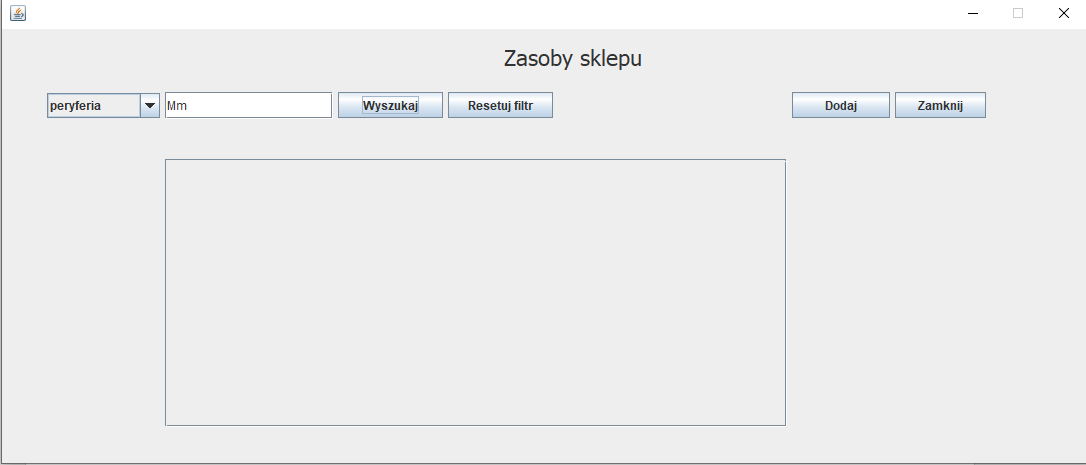 Zasoby sklepu
peryferia Mm Wyszukaj Resetuj filtr Dodaj Zamknij